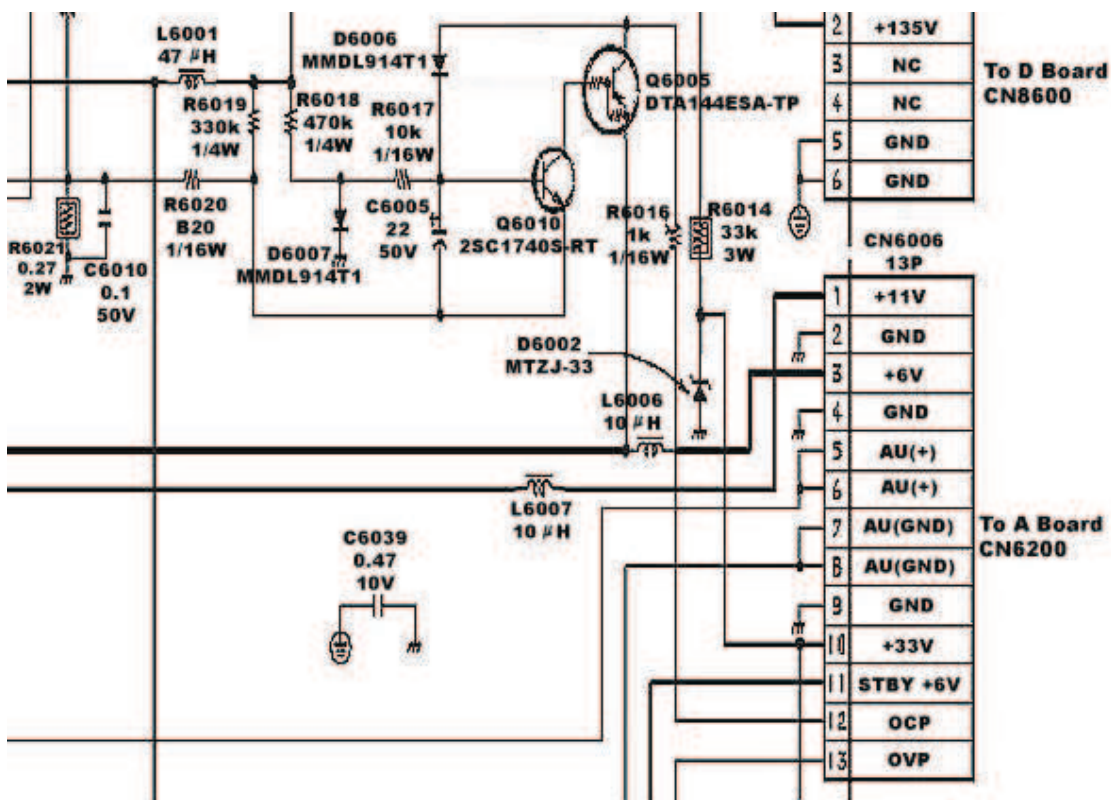 L6001
47 μH
D6006
MMDL914T1
R6019
330k
1/4W
R6018
470k
1/4W
R6017
10k
1/16W
Q6005
DTA144ESA-TP
2 +135V
3 NC
4 NC
5 GND
6 GND
To D Board
CN8600
R6021
0.27
2W
C6010
0.1
50V
R6020
B20
1/16W
D6007
MMDL914T1
C6005
22
50V
Q6010
2SC1740S-RT
R6016
1k
1/16W
R6014
33k
3W
D6002
MTZJ-33
L6006
10 μH
L6007
10 μH
C6039
0.47
10V
CN6006
13P
1 +11V
2 GND
3 +6V
4 GND
5 AU(+)
6 AU(+)
7 AU(GND)
8 AU(GND)
9 GND
10 +33V
11 STBY +6V
12 OCP
13 OVP
To A Board
CN6200